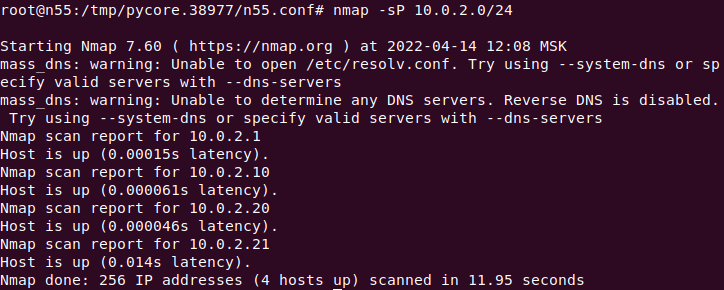 root@n55:/tmp/pycore.38977/n55.conf# nmap -sP 10.0.2.0/24
Starting Nmap 7.60 ( https://nmap.org ) at 2022-04-14 12:08 MSK
mass_dns: warning: Unable to open /etc/resolv.conf. Try using --system-dns or sp
ecify valid servers with --dns-servers
mass_dns: warning: Unable to determine any DNS servers. Reverse DNS is disabled.
 Try using --system-dns or specify valid servers with --dns-servers
Nmap scan report for 10.0.2.1
Host is up (0.00015s latency).
Nmap scan report for 10.0.2.10
Host is up (0.000061s latency).
Nmap scan report for 10.0.2.20
Host is up (0.000046s latency).
Nmap scan report for 10.0.2.21
Host is up (0.014s latency).
Nmap done: 256 IP addresses (4 hosts up) scanned in 11.95 seconds